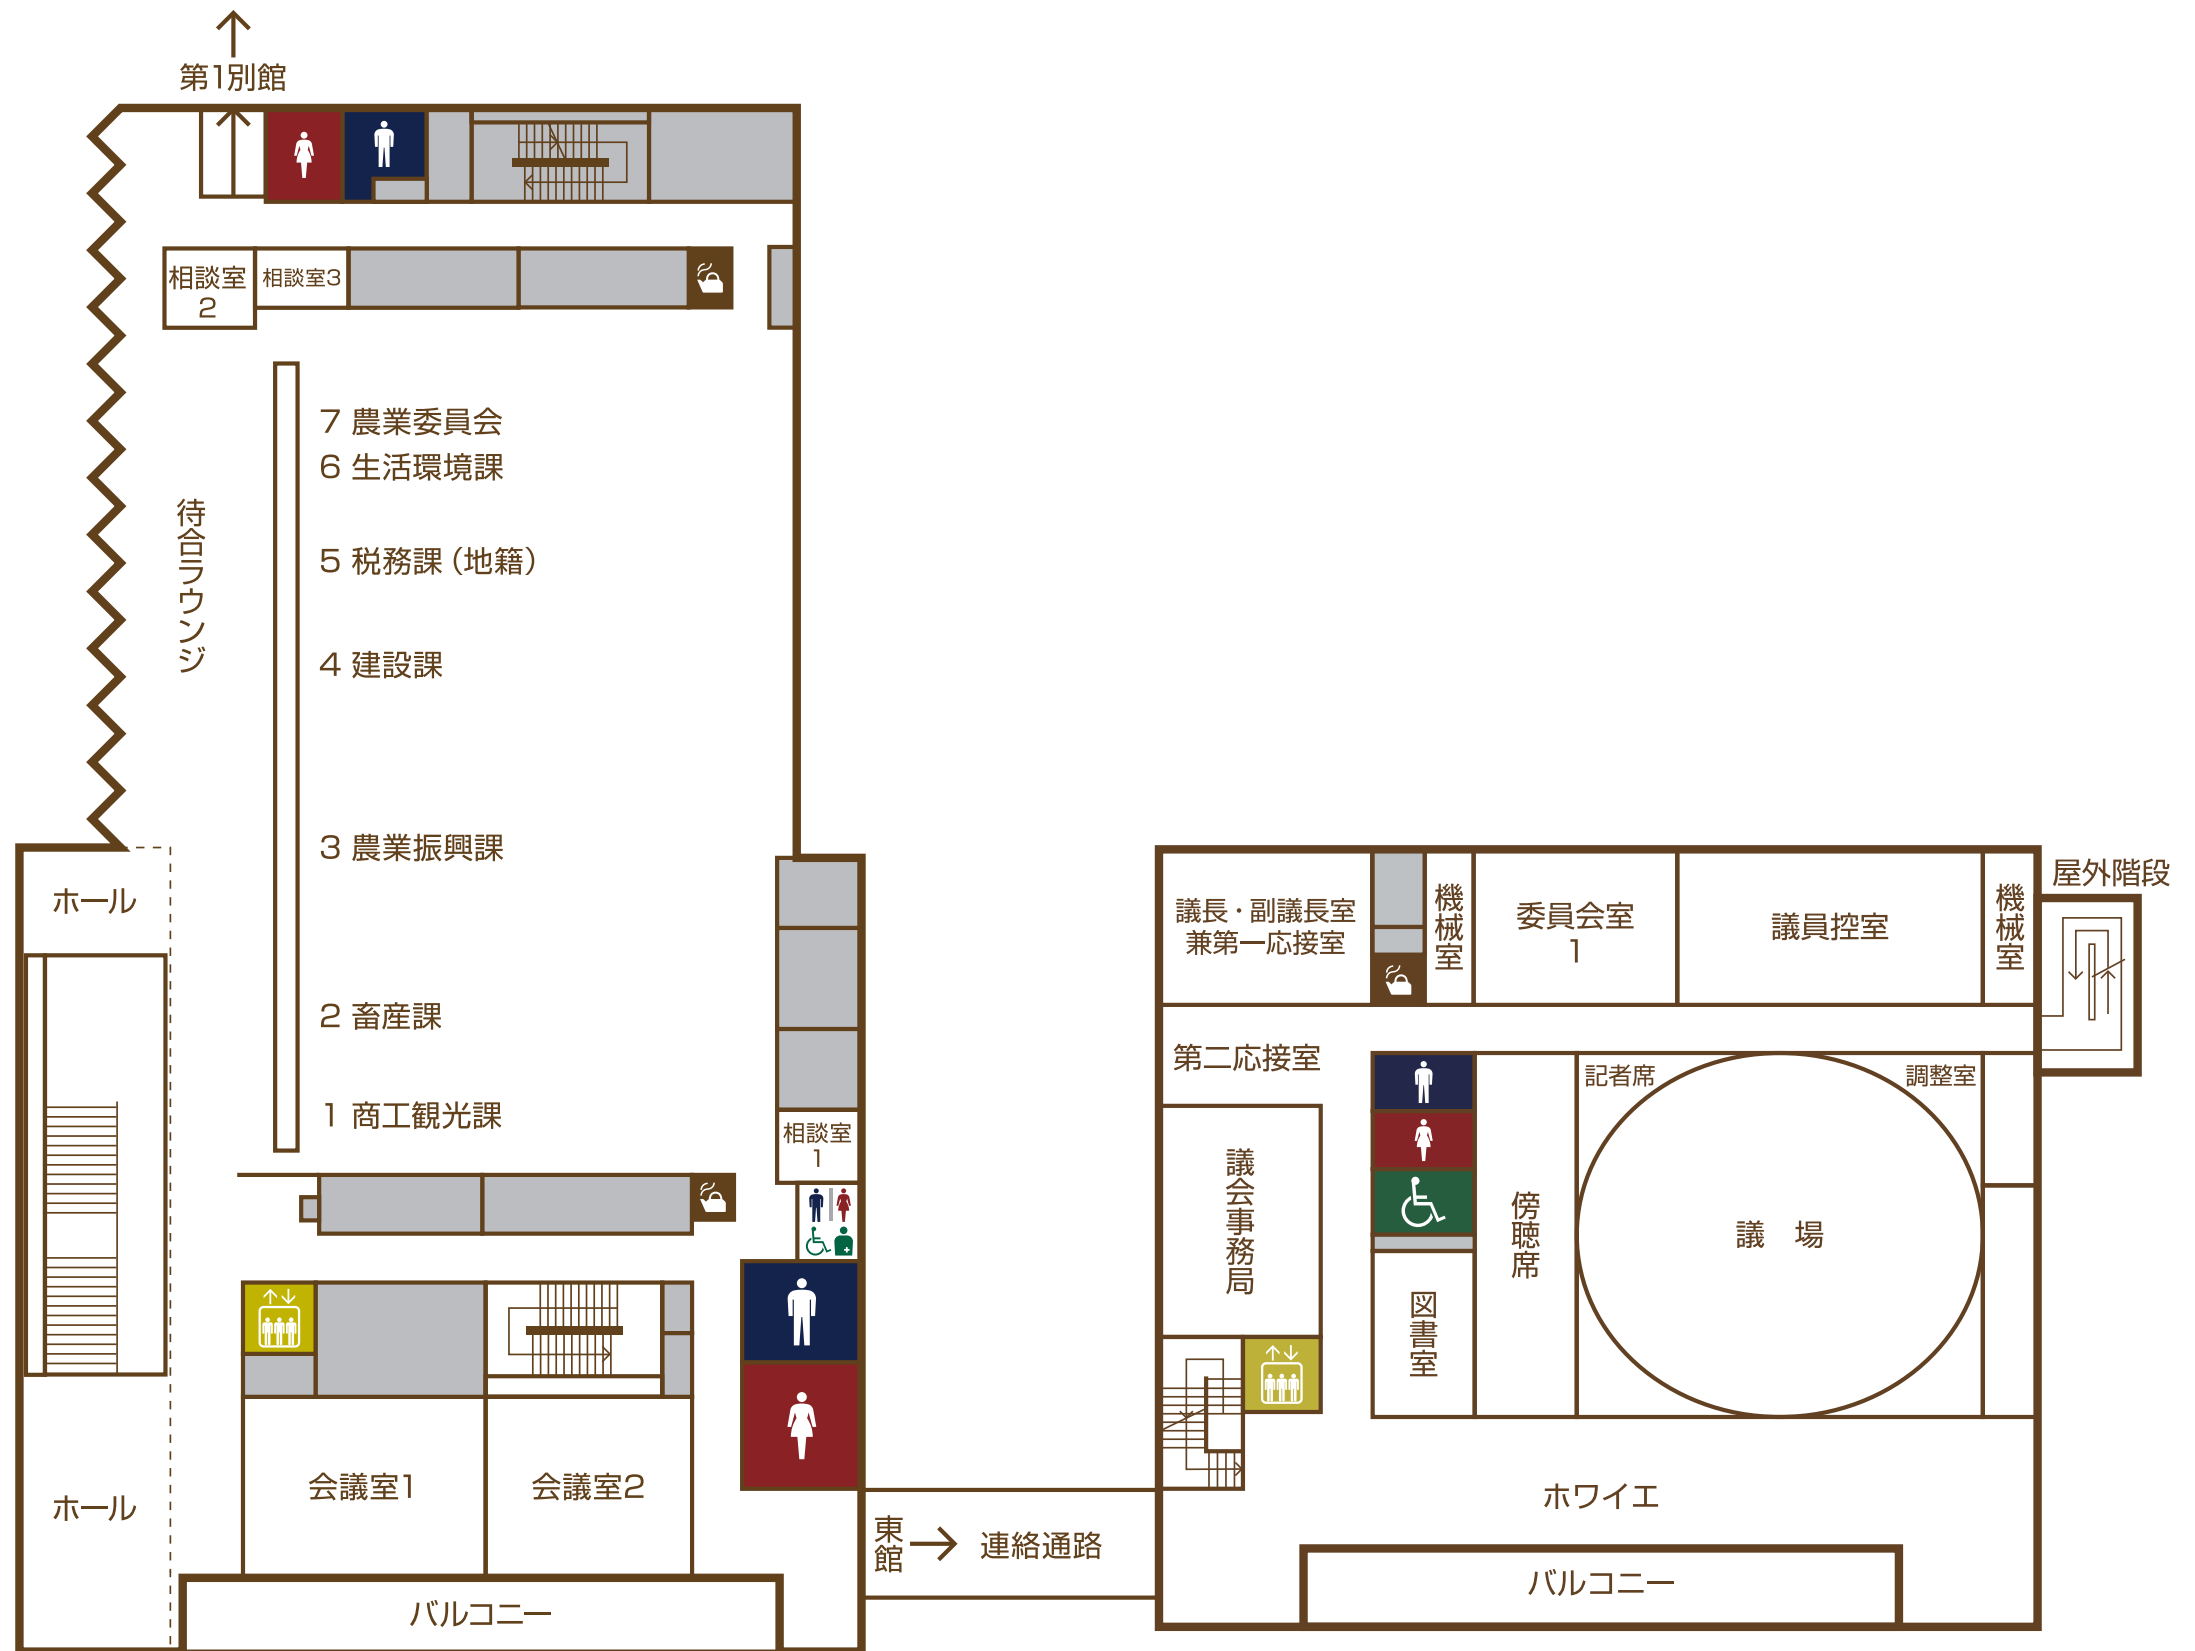 第1別館
相談室
2
相談室3
7 農業委員会
6 生活環境課
待合ラウンジ
5 税務課（地籍）
4 建設課
3 農業振興課
ホール
2 畜産課
1 商工観光課
相談室
1
会議室1
会議室2
ホール
バルコニー
東館
連絡通路
議長・副議長室
兼第一応接室
機械室
委員会室
1
議員控室
機械室
屋外階段
第二応接室
記者席
調整室
議会事務局
傍聴席
議 場
図書室
ホワイエ
バルコニー